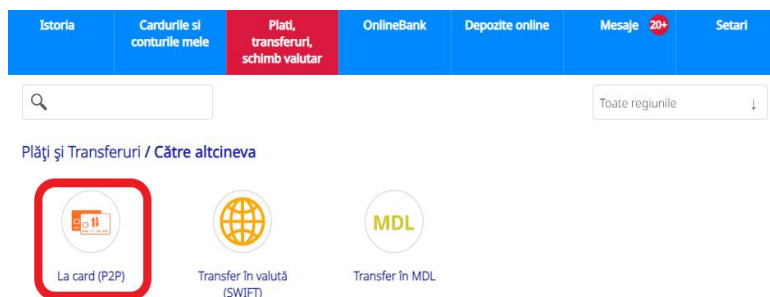 Istoria
Cardurile si
conturile mele
Plati,
transferuri,
schimb valutar
OnlineBank
Depozite online
Mesaje 20+
Setari
Toate regiunile ↓
Plăţi şi Transferuri / Către altcineva
MDL
La card (P2P)
Transfer în valută
(SWIFT)
Transfer în MDL